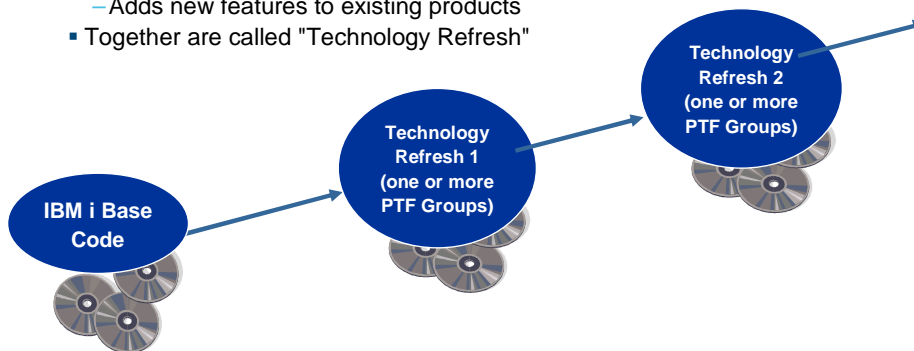 –Adds new features to existing products
▪ Together are called "Technology Refresh"
Technology
Refresh 2
(one or more
PTF Groups)
Technology
Refresh 1
(one or more
PTF Groups)
IBM i Base
Code